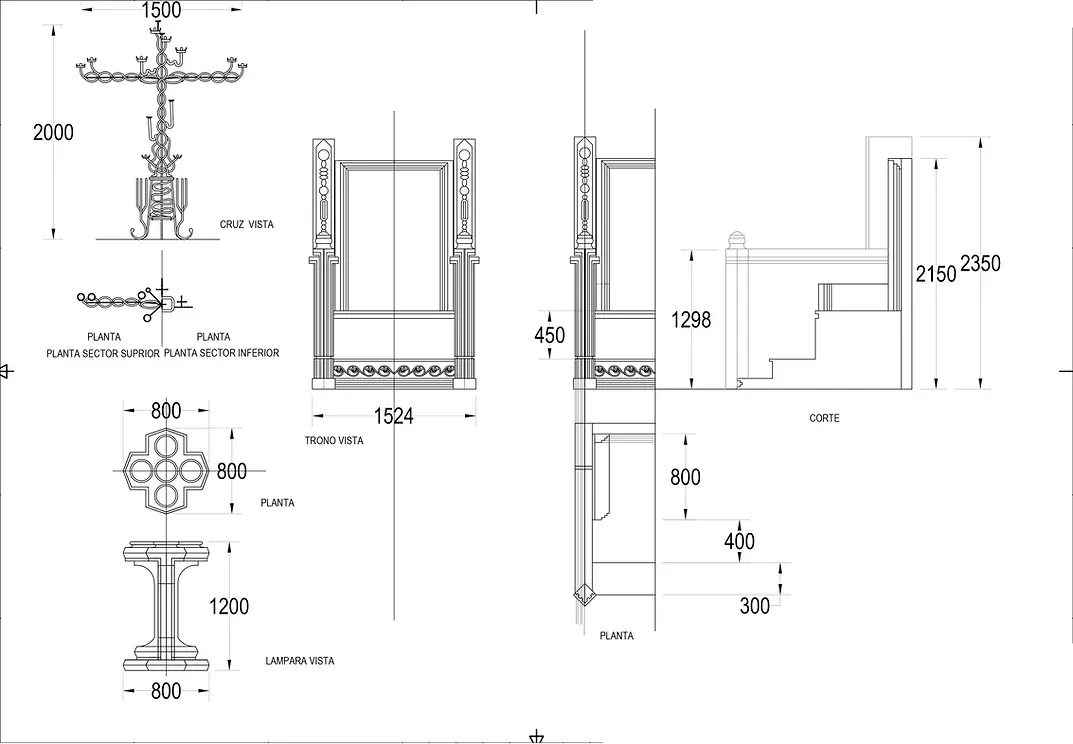 1500
2000
CRUZ VISTA
PLANTA PLANTA
PLANTA SECTOR SUPRIOR PLANTA SECTOR INFERIOR
800
800
PLANTA
1200
LAMPARA VISTA
800
1524
TRONO VISTA
450
1298
2150
2350
CORTE
800
400
300
PLANTA